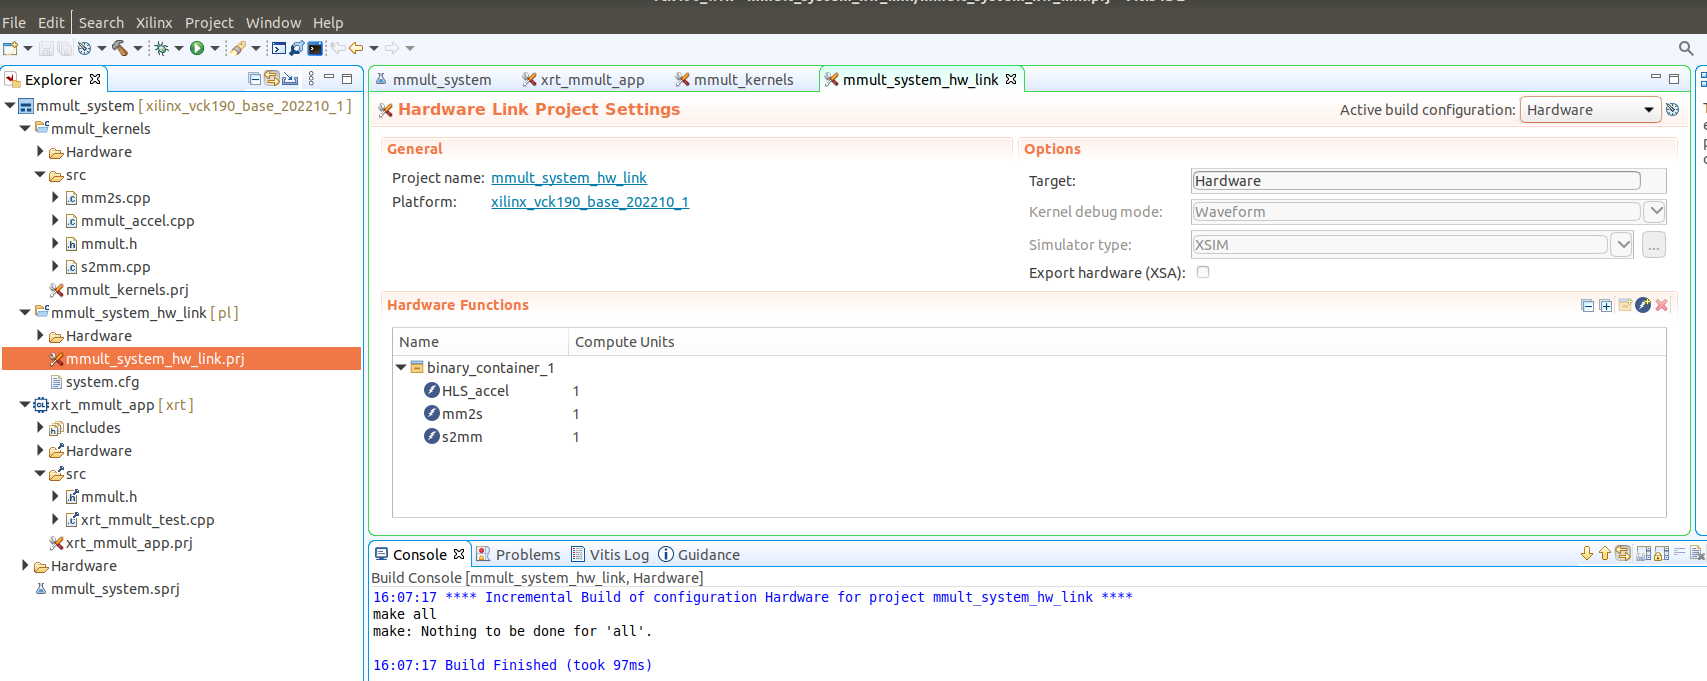 File Edit Search Xilinx Project Window Help
Explorer
mmult_system [ xilinx_vck190_base_202210_1 ]
mmult_kernels
Hardware
src
mm2s.cpp
mmult_accel.cpp
mmult.h
s2mm.cpp
mmult_kernels.prj
mmult_system_hw_link [ pl ]
Hardware
mmult_system_hw_link.prj
system.cfg
xrt_mmult_app [ xrt ]
Includes
Hardware
src
mmult.h
xrt_mmult_test.cpp
xrt_mmult_app.prj
Hardware
mmult_system.sprj
mmult_system xrt_mmult_app mmult_kernels mmult_system_hw_link
Hardware Link Project Settings
Active build configuration: Hardware
General
Project name: mmult_system_hw_link
Platform: xilinx_vck190_base_202210_1
Options
Target: Hardware
Kernel debug mode: Waveform
Simulator type: XSIM ...
Export hardware (XSA):
Hardware Functions
Name Compute Units
binary_container_1
HLS_accel 1
mm2s 1
s2mm 1
Console Problems Vitis Log Guidance
Build Console [mmult_system_hw_link, Hardware]
16:07:17 **** Incremental Build of configuration Hardware for project mmult_system_hw_link ****
make all
make: Nothing to be done for 'all'.
16:07:17 Build Finished (took 97ms)